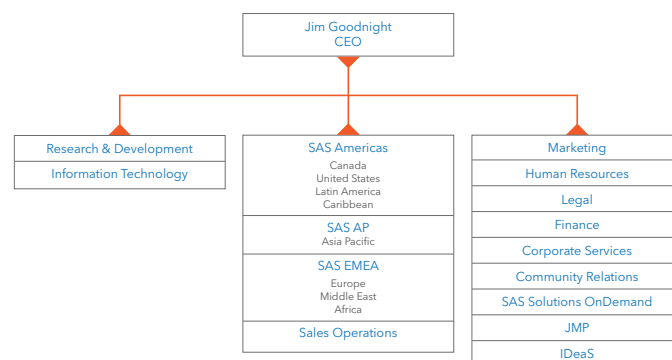 Jim Goodnight
CEO
Research & Development
Information Technology
SAS Americas
Canada
United States
Latin America
Caribbean
SAS AP
Asia Pacific
SAS EMEA
Europe
Middle East
Africa
Sales Operations
Marketing
Human Resources
Legal
Finance
Corporate Services
Community Relations
SAS Solutions OnDemand
JMP
IDeaS